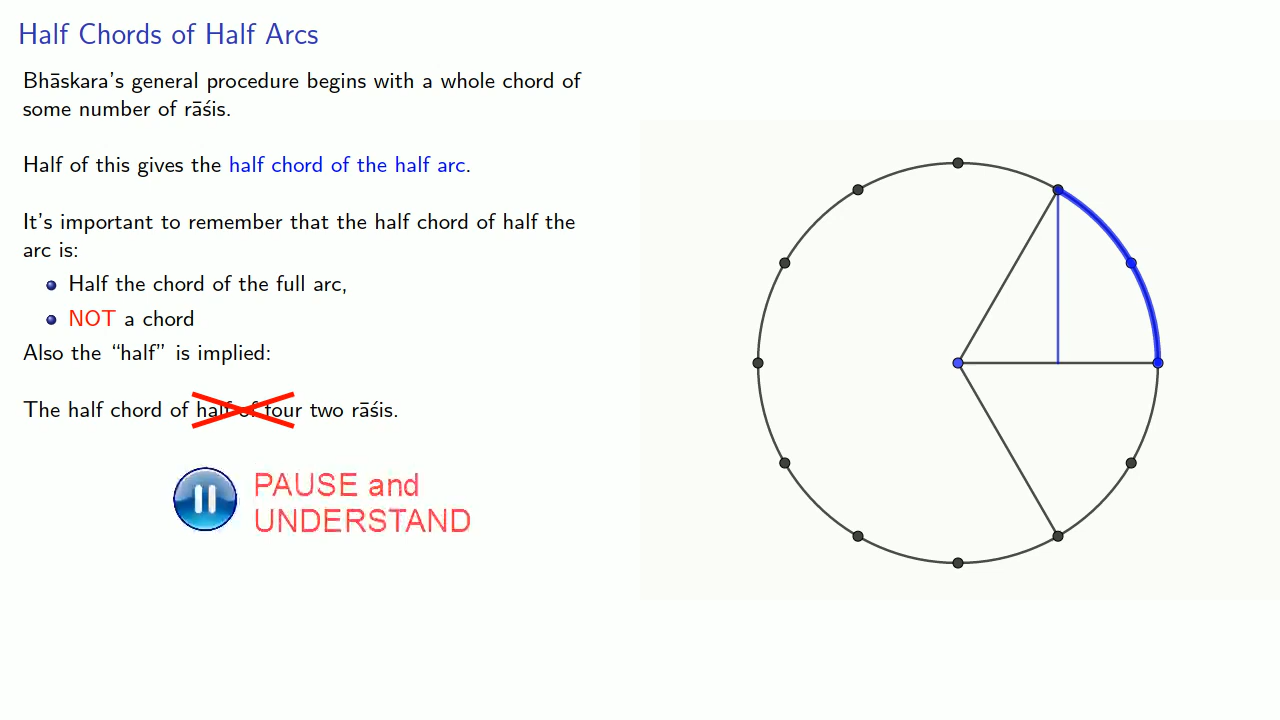 Half Chords of Half Arcs
Bhāskara's general procedure begins with a whole chord of
some number of rāśis.
Half of this gives the half chord of the half arc.
It's important to remember that the half chord of half the
arc is:
Half the chord of the full arc,
NOT a chord
Also the “half” is implied:
The half chord of half of four two rāśis.
PAUSE and
UNDERSTAND